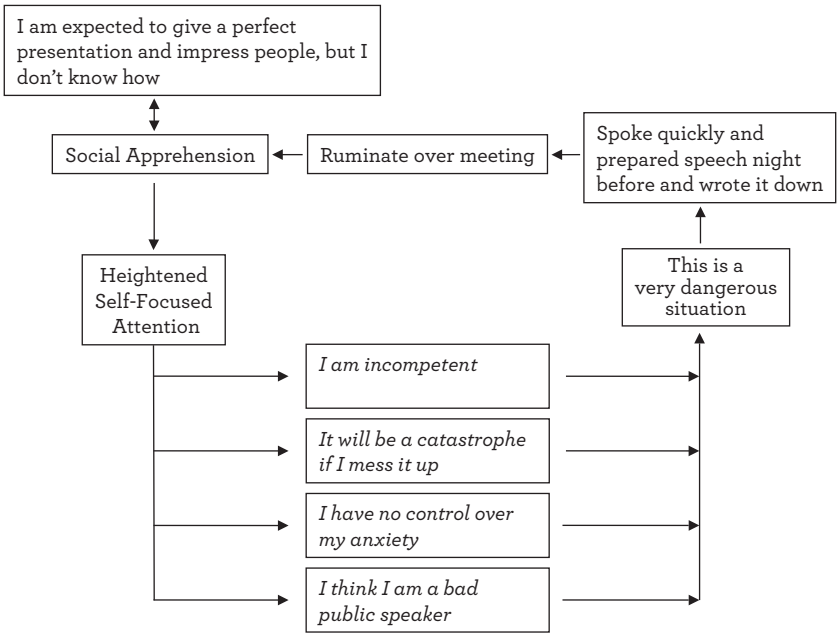 I am expected to give a perfect
presentation and impress people, but I
don't know how
Social Apprehension
Ruminate over meeting
Spoke quickly and
prepared speech night
before and wrote it down
Heightened
Self-Focused
Attention
This is a
very dangerous
situation
I am incompetent
It will be a catastrophe
if I mess it up
I have no control over
my anxiety
I think I am a bad
public speaker